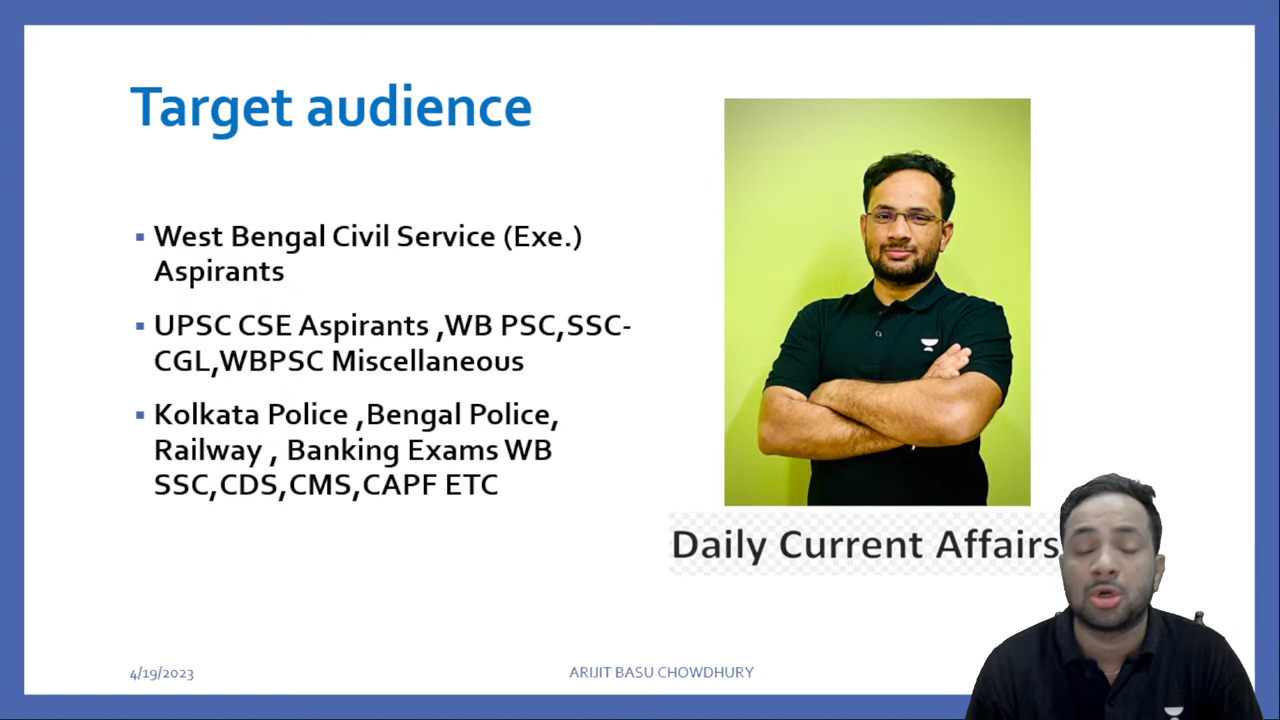 Target audience
West Bengal Civil Service (Exe.)
Aspirants
UPSC CSE Aspirants ,WB PSC,SSC-
CGL,WBPSC Miscellaneous
Kolkata Police ,Bengal Police,
Railway , Banking Exams WB
SSC,CDS,CMS,CAPF ETC
Daily Current Affairs
4/19/2023
ARIJIT BASU CHOWDHURY